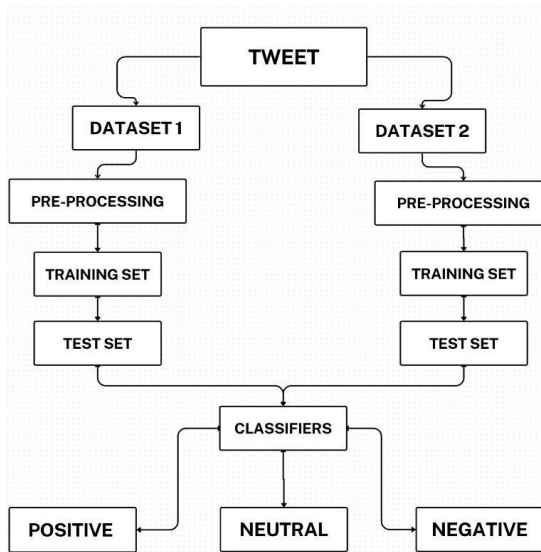 TWEET
DATASET 1
DATASET 2
PRE-PROCESSING
PRE-PROCESSING
TRAINING SET
TRAINING SET
TEST SET
TEST SET
CLASSIFIERS
POSITIVE
NEUTRAL
NEGATIVE